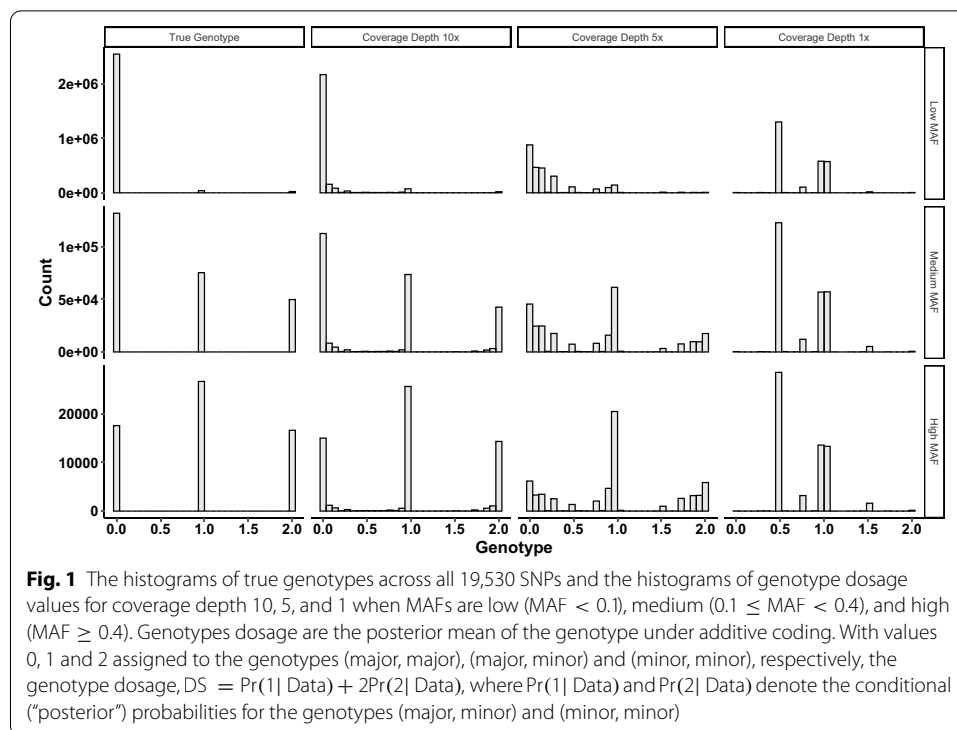 True Genotype
Coverage Depth 10x
Coverage Depth 5x
Coverage Depth 1x
2e+06
1e+06
0e+00
Low MAF
1e+05
5e+04
0e+00
Medium MAF
20000
10000
0
High MAF
Count
0.0 0.5 1.0 1.5 2.0 0.0 0.5 1.0 1.5 2.0 0.0 0.5 1.0 1.5 2.0 0.0 0.5 1.0 1.5 2.0
Genotype
Fig. 1 The histograms of true genotypes across all 19,530 SNPs and the histograms of genotype dosage
values for coverage depth 10, 5, and 1 when MAFs are low (MAF < 0.1), medium (0.1 ≤ MAF < 0.4), and high
(MAF ≥ 0.4). Genotypes dosage are the posterior mean of the genotype under additive coding. With values
0, 1 and 2 assigned to the genotypes (major, major), (major, minor) and (minor, minor), respectively, the
genotype dosage, DS = Pr(1| Data) + 2Pr(2| Data), where Pr(1| Data) and Pr(2| Data) denote the conditional
(“posterior”) probabilities for the genotypes (major, minor) and (minor, minor)